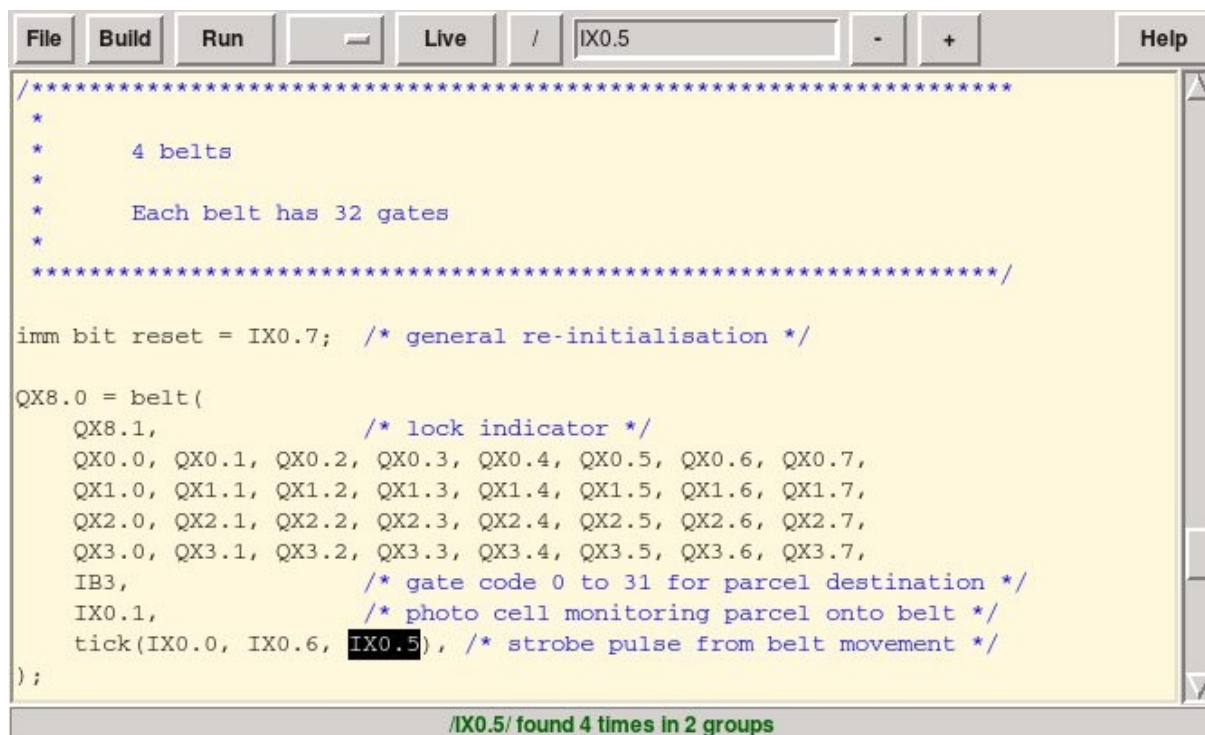 File Build Run Live / IX0.5 - + Help
/********************************************************************
 *
 *      4 belts
 *
 *      Each belt has 32 gates
 *
 *******************************************************************/
imm bit reset = IX0.7;  /* general re-initialisation */
QX8.0 = belt(
    QX8.1,              /* lock indicator */
    QX0.0, QX0.1, QX0.2, QX0.3, QX0.4, QX0.5, QX0.6, QX0.7,
    QX1.0, QX1.1, QX1.2, QX1.3, QX1.4, QX1.5, QX1.6, QX1.7,
    QX2.0, QX2.1, QX2.2, QX2.3, QX2.4, QX2.5, QX2.6, QX2.7,
    QX3.0, QX3.1, QX3.2, QX3.3, QX3.4, QX3.5, QX3.6, QX3.7,
    IB3,                /* gate code 0 to 31 for parcel destination */
    IX0.1,              /* photo cell monitoring parcel onto belt */
    tick(IX0.0, IX0.6, IX0.5), /* strobe pulse from belt movement */
);
/IX0.5/ found 4 times in 2 groups